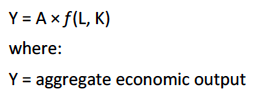 Y = A × f(L, K)
where:
Y = aggregate economic output